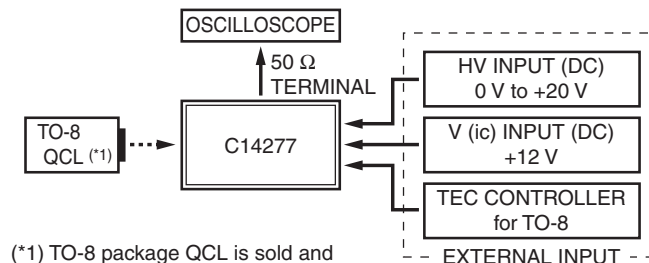 OSCILLOSCOPE
50 Ω
TERMINAL
TO-8
QCL (*1)
C14277
HV INPUT (DC)
0 V to +20 V
V (ic) INPUT (DC)
+12 V
TEC CONTROLLER
for TO-8
EXTERNAL INPUT
(*1) TO-8 package QCL is sold and